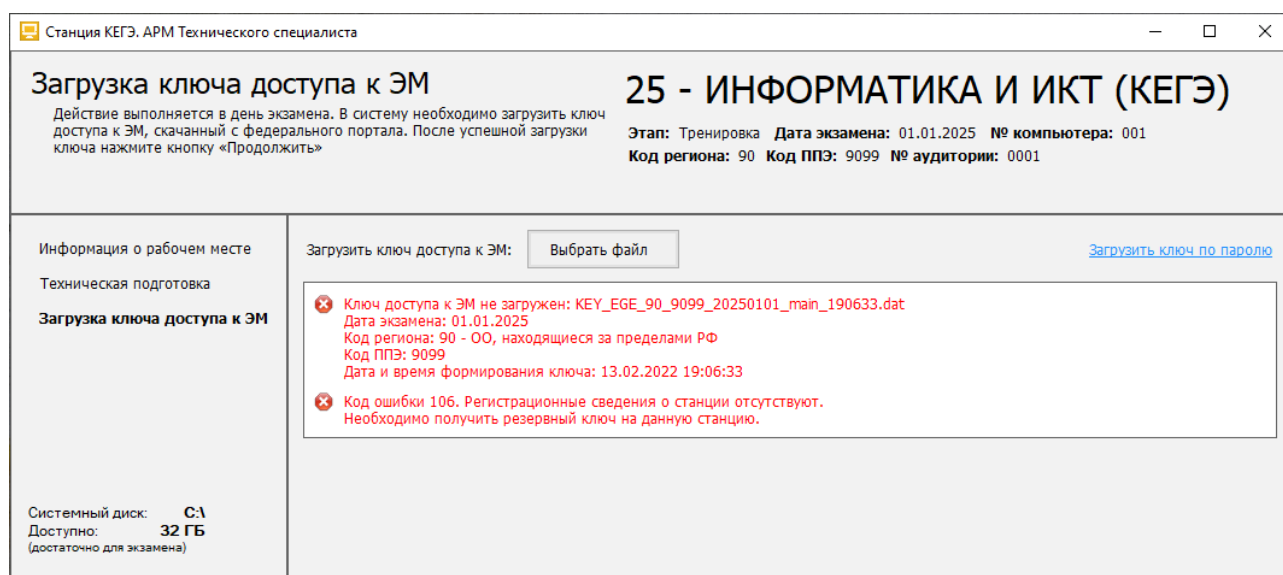 Станция КЕГЭ. АРМ Технического специалиста
Загрузка ключа доступа к ЭМ
Действие выполняется в день экзамена. В систему необходимо загрузить ключ
доступа к ЭМ, скачанный с федерального портала. После успешной загрузки
ключа нажмите кнопку «Продолжить»
25 - ИНФОРМАТИКА И ИКТ (КЕГЭ)
Этап: Тренировка Дата экзамена: 01.01.2025 № компьютера: 001
Код региона: 90 Код ППЭ: 9099 № аудитории: 0001
Информация о рабочем месте
Техническая подготовка
Загрузка ключа доступа к ЭМ
Системный диск: C:\
Доступно: 32 ГБ
(достаточно для экзамена)
Загрузить ключ доступа к ЭМ: Выбрать файл Загрузить ключ по паролю
Ключ доступа к ЭМ не загружен: KEY_EGE_90_9099_20250101_main_190633.dat
Дата экзамена: 01.01.2025
Код региона: 90 - ОО, находящиеся за пределами РФ
Код ППЭ: 9099
Дата и время формирования ключа: 13.02.2022 19:06:33
Код ошибки 106. Регистрационные сведения о станции отсутствуют.
Необходимо получить резервный ключ на данную станцию.